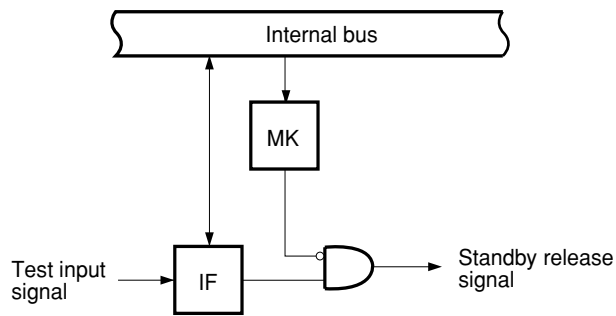 Internal bus
MK
Test input
signal
IF
Standby release
signal